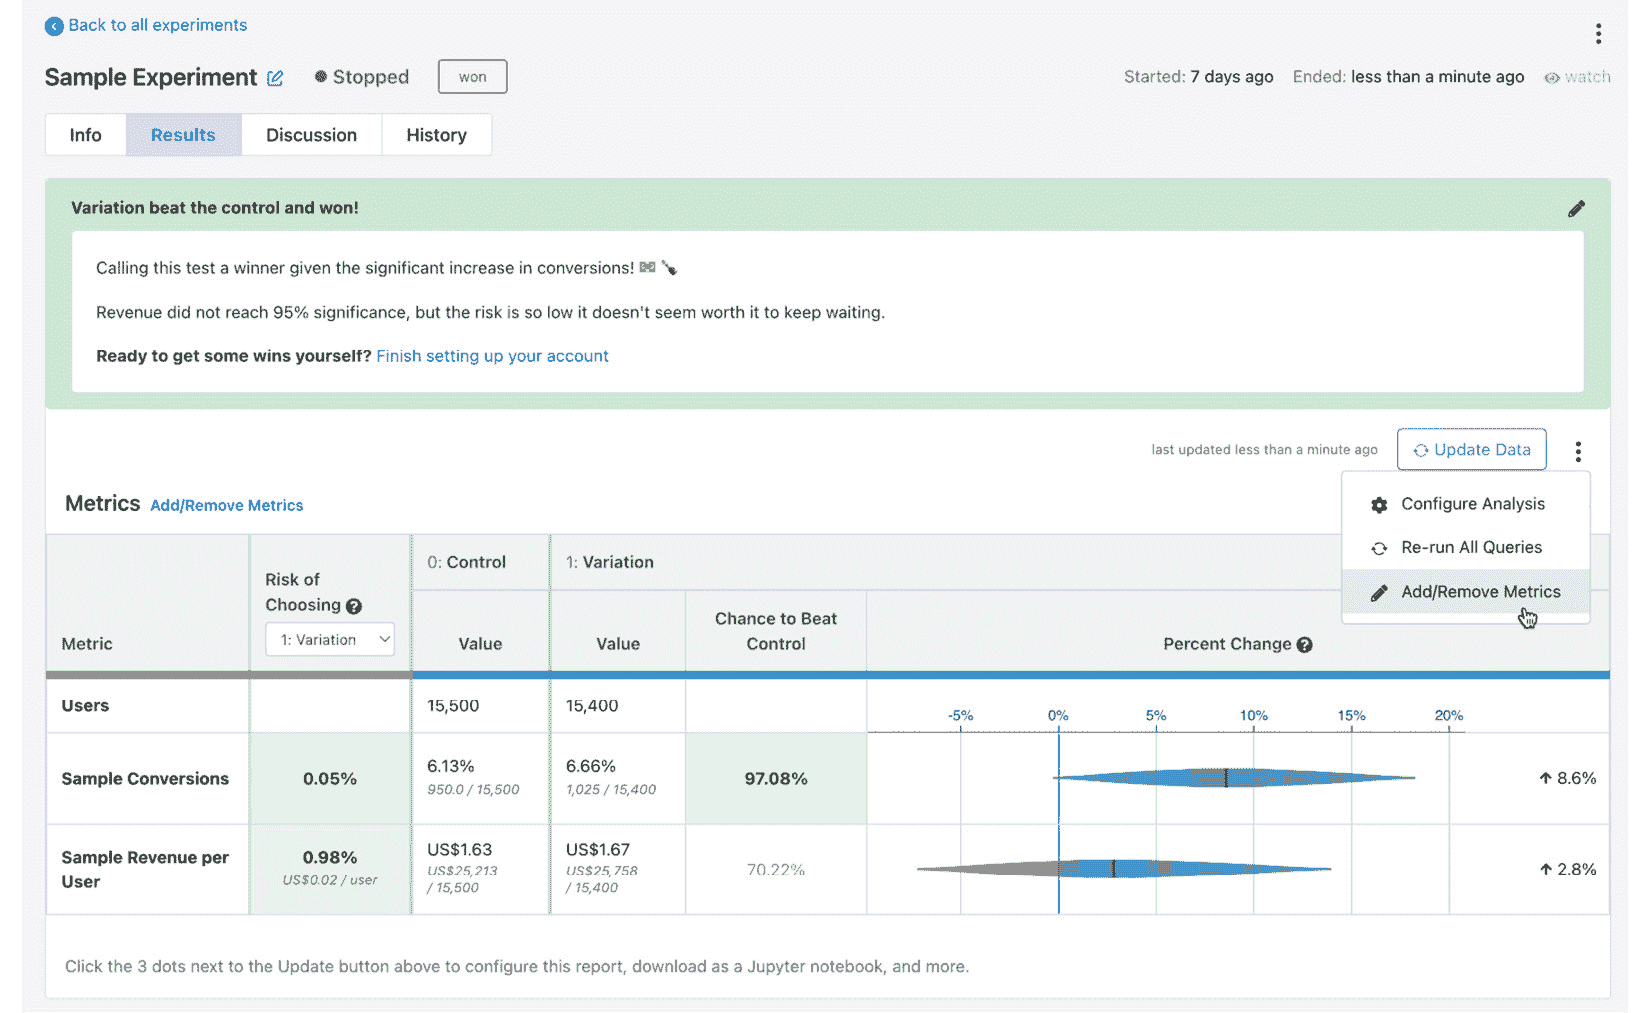 Back to all experiments
Sample Experiment Stopped won Started: 7 days ago Ended: less than a minute ago watch
Info Results Discussion History
Variation beat the control and won!
Calling this test a winner given the significant increase in conversions!
Revenue did not reach 95% significance, but the risk is so low it doesn't seem worth it to keep waiting.
Ready to get some wins yourself? Finish setting up your account
last updated less than a minute ago Update Data
Configure Analysis
Re-run All Queries
Add/Remove Metrics
Metrics Add/Remove Metrics
0: Control 1: Variation
Metric
Risk of
Choosing ?
1: Variation
Value
Value
Chance to Beat
Control
Percent Change ?
Users 15,500 15,400
-5% 0% 5% 10% 15% 20%
Sample Conversions 0.05%
6.13%
950.0 / 15,500
6.66%
1,025 / 15,400
97.08%
8.6%
Sample Revenue per
User
0.98%
US$0.02 / user
US$1.63
US$25,213
/ 15,500
US$1.67
US$25,758
/ 15,400
70.22%
2.8%
Click the 3 dots next to the Update button above to configure this report, download as a Jupyter notebook, and more.